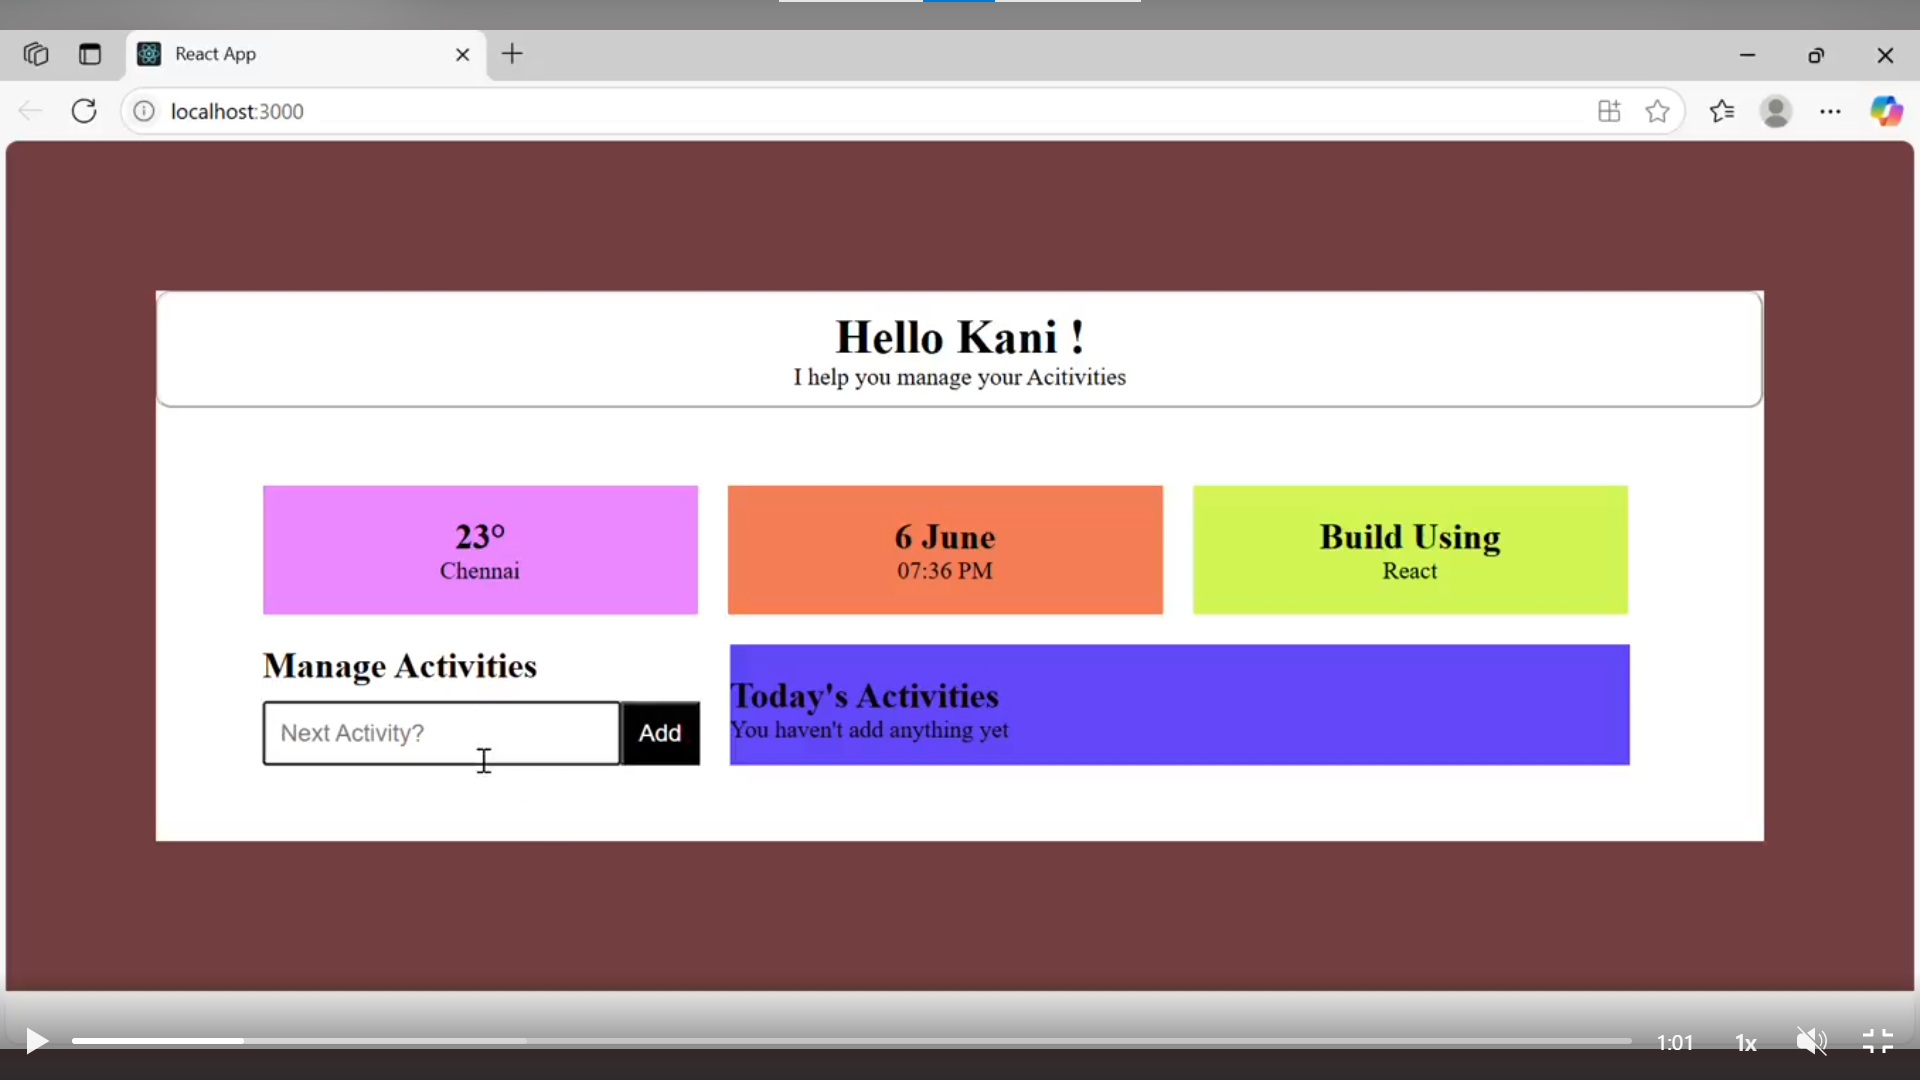 React App
localhost:3000
Hello Kani !
I help you manage your Acitivities
23°
Chennai
6 June
07:36 PM
Build Using
React
Manage Activities
Next Activity?
Add
Today's Activities
You haven't add anything yet
1:01
1x